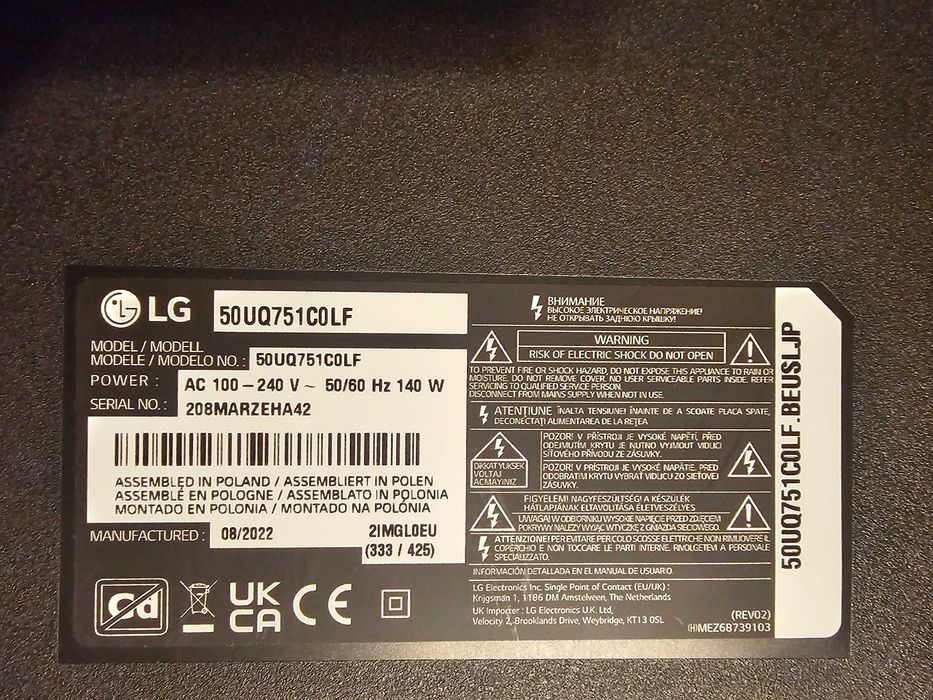 LG
50UQ751C0LF
MODEL / MODELL
MODELE / MODELO NO. : 50UQ751C0LF
POWER : AC 100 – 240 V ~ 50/60 Hz 140 W
SERIAL NO. : 208MARZEHA42
ASSEMBLED IN POLAND / ASSEMBLIERT IN POLEN
ASSEMBLÉ EN POLOGNE / ASSEMBLATO IN POLONIA
MONTADO EN POLONIA / MONTADO NA POLÓNIA
MANUFACTURED : 08/2022
2IMGL0EU
(333 / 425)
Cd
UK
CA
CE
ВНИМАНИЕ
ВЫСОКОЕ ЭЛЕКТРИЧЕСКОЕ НАПРЯЖЕНИЕ!
НЕ ОТКРЫВАТЬ ЗАДНЮЮ КРЫШКУ!
WARNING
RISK OF ELECTRIC SHOCK DO NOT OPEN
TO PREVENT FIRE OR SHOCK HAZARD, DO NOT EXPOSE THIS APPLIANCE TO RAIN OR
MOISTURE. DO NOT REMOVE COVER. NO USER SERVICEABLE PARTS INSIDE. REFER
SERVICING TO QUALIFIED SERVICE PERSON.
DISCONNECT FROM MAINS SUPPLY WHEN NOT IN USE.
ATENȚIUNE ÎNALTA TENSIUNE! ÎNAINTE DE A SCOATE PLACA SPATE,
DECONECTAȚI ALIMENTAREA DE LA REȚEA
DIKKAT YUKSEK
VOLTAJ
ACMAYINIZ
POZOR! V PŘÍSTROJI JE VYSOKÉ NAPĚTÍ, PŘED
ODEJMUTÍM KRYTU JE NUTNO VYJMOUT VIDLICI
SÍŤOVÉHO PŘÍVODU ZE ZÁSUVKY.
POZOR! V PRÍSTROJI JE VYSOKÉ NAPÄTIE. PRED
ODOBRATÍM KRYTU VYBRAŤ VIDLICU ZO SIEŤOVEJ
ZÁSUVKY.
FIGYELEM! NAGYFESZÜLTSÉG! A KÉSZÜLÉK
HÁTLAPJÁNAK ELTÁVOLÍTÁSA ÉLETVESZÉLYES!
UWAGA! W ODBIORNIKU WYSOKIE NAPIĘCIE PRZED ZDJĘCIEM
POKRYWY NALEŻY WYJĄĆ WTYCZKĘ Z GNIAZDA SIECIOWEGO.
ATTENZIONE! PER EVITARE PER COLO SCOSSE ELETTRICHE NON RIMUOVERE IL
COPERCHIO E NON TOCCARE LE PARTI INTERNE. RIVOLGETEVI A PERSONALE
SPECIALIZZATO.
INFORMACIÓN DETALLADA EN EL MANUAL DE USUARIO.
LG Electronics Inc. Single Point of Contact (EU/UK) :
Krijgsman 1, 1186 DM Amstelveen, The Netherlands
UK Importer : LG Electronics U.K. Ltd,
Velocity 2, Brooklands Drive, Weybridge, KT13 0SL
(REV02)
(H)MEZ68739103
50UQ751C0LF.BEUSLJP